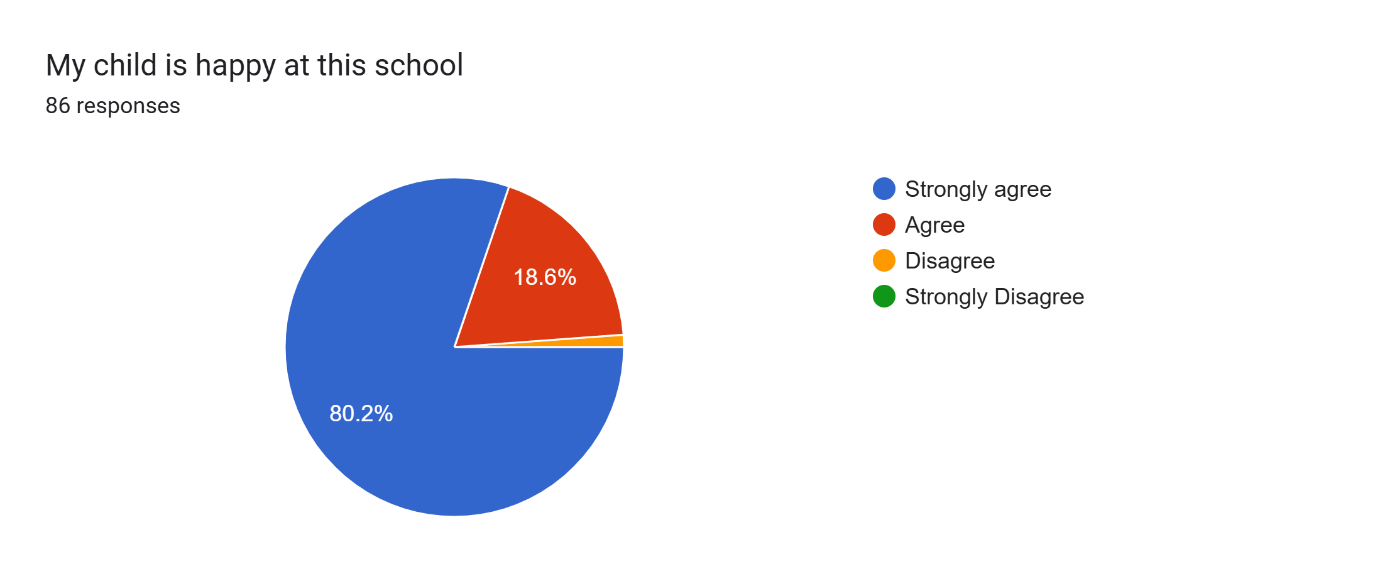 My child is happy at this school
86 responses
Strongly agree
Agree
Disagree
Strongly Disagree
18.6%
80.2%